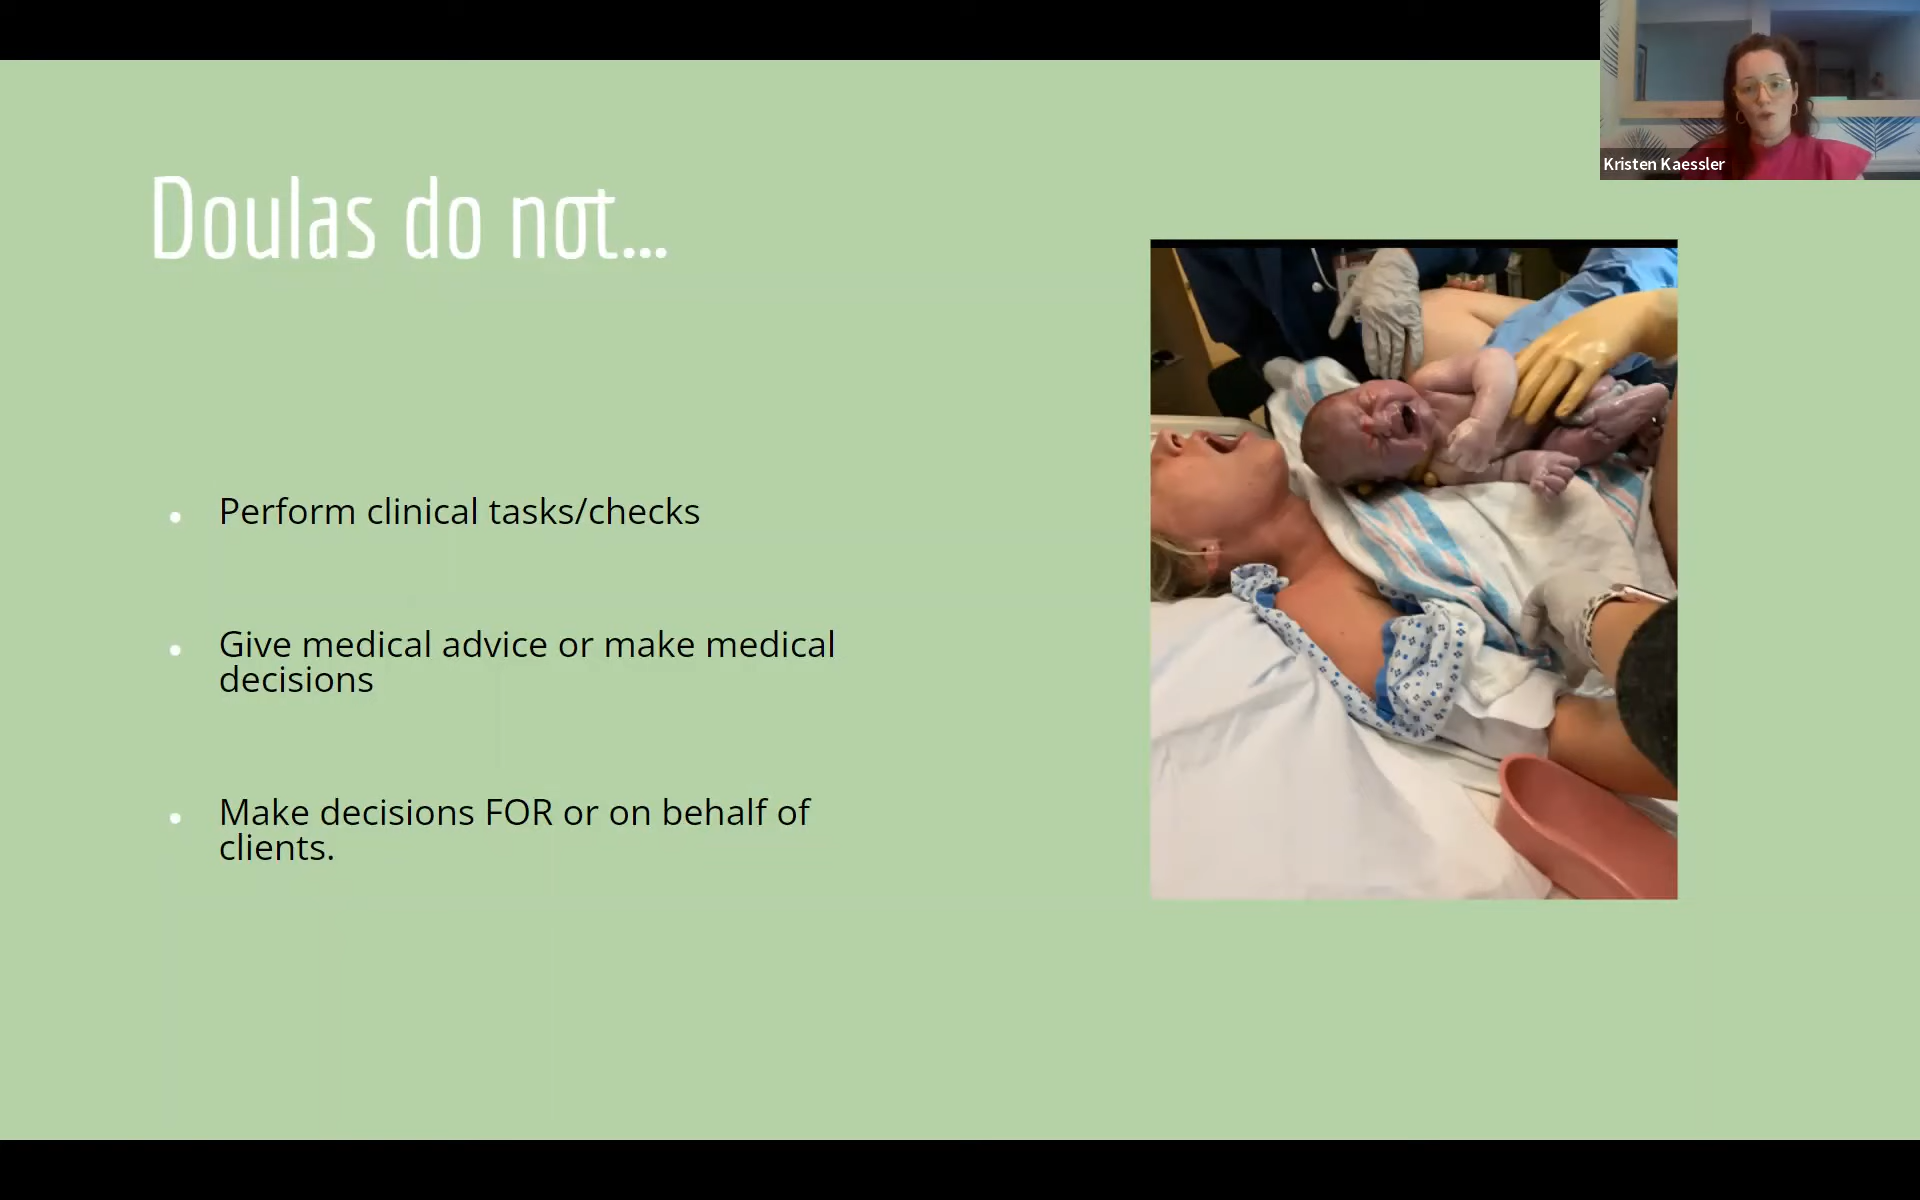 Kristen Kaessler
Doulas do not...
Perform clinical tasks/checks
Give medical advice or make medical
decisions
Make decisions FOR or on behalf of
clients.